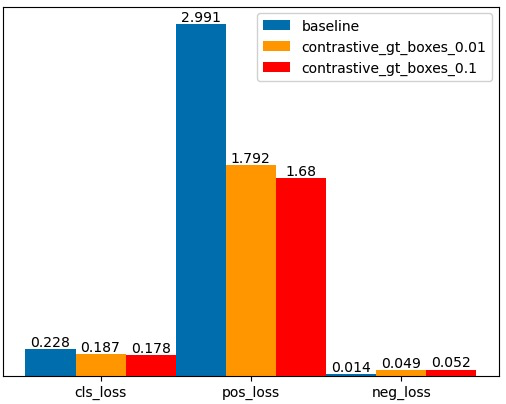 2.991
baseline
contrastive_gt_boxes_0.01
contrastive_gt_boxes_0.1
1.792
1.68
0.228
0.187
0.178
0.014
0.049
0.052
cls_loss
pos_loss
neg_loss